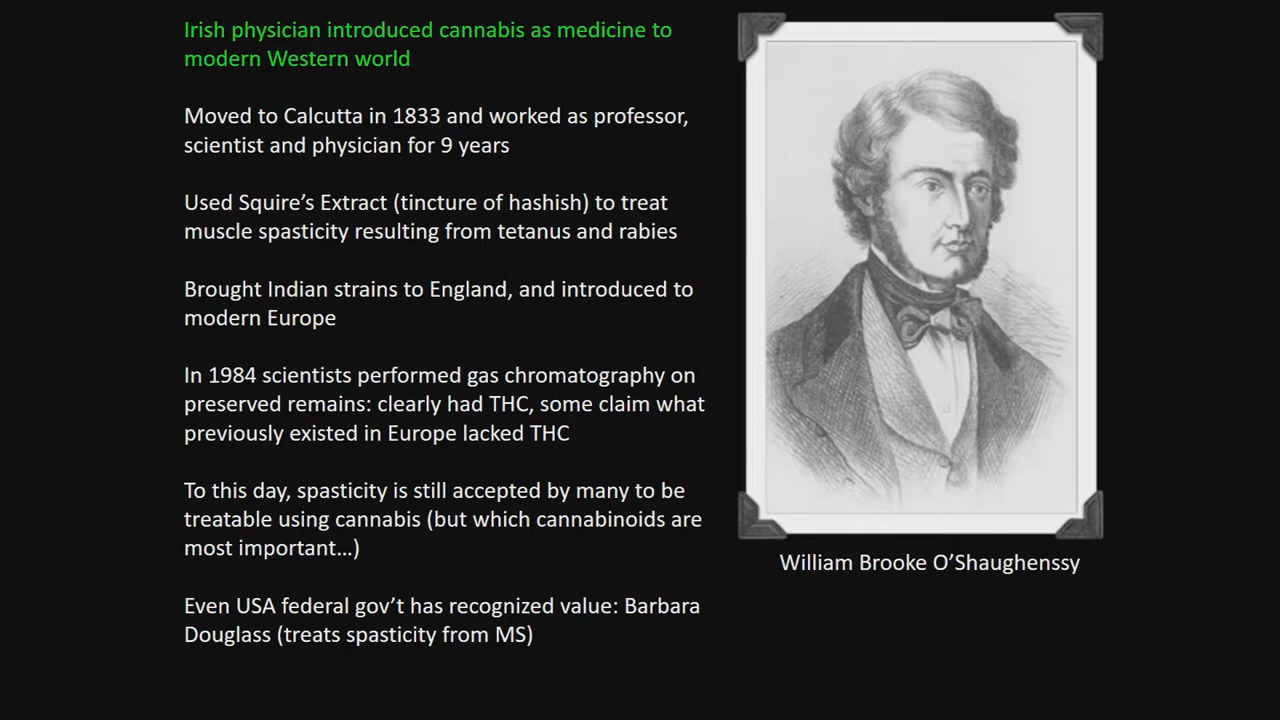 Irish physician introduced cannabis as medicine to
modern Western world
Moved to Calcutta in 1833 and worked as professor,
scientist and physician for 9 years
Used Squire’s Extract (tincture of hashish) to treat
muscle spasticity resulting from tetanus and rabies
Brought Indian strains to England, and introduced to
modern Europe
In 1984 scientists performed gas chromatography on
preserved remains: clearly had THC, some claim what
previously existed in Europe lacked THC
To this day, spasticity is still accepted by many to be
treatable using cannabis (but which cannabinoids are
most important…)
Even USA federal gov’t has recognized value: Barbara
Douglass (treats spasticity from MS)
William Brooke O’Shaughenssy